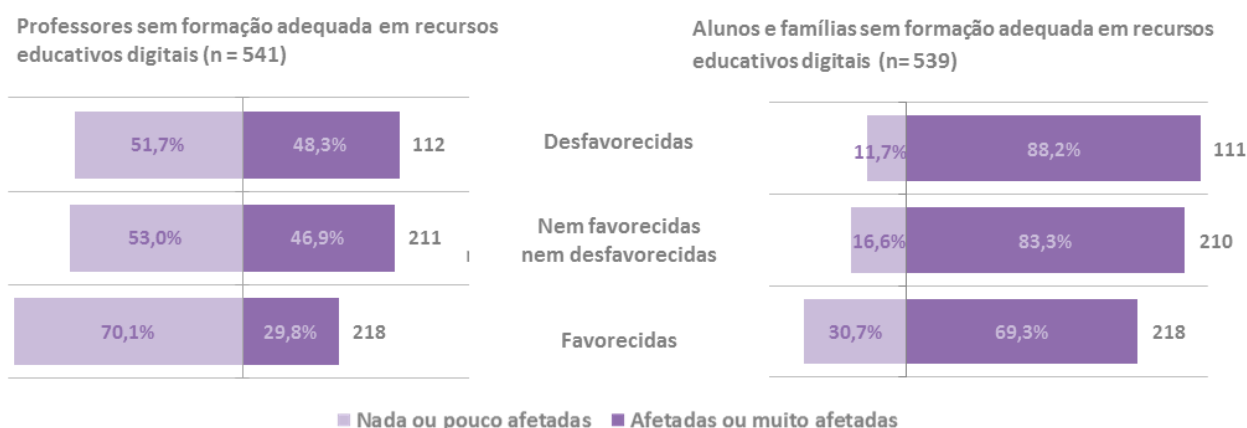 Professores sem formação adequada em recursos
educativos digitais (n = 541)
Alunos e famílias sem formação adequada em recursos
educativos digitais (n= 539)
51,7% 48,3% 112
Desfavorecidas
11,7% 88,2% 111
53,0% 46,9% 211
Nem favorecidas
nem desfavorecidas
16,6% 83,3% 210
70,1% 29,8% 218
Favorecidas
30,7% 69,3% 218
Nada ou pouco afetadas Afetadas ou muito afetadas